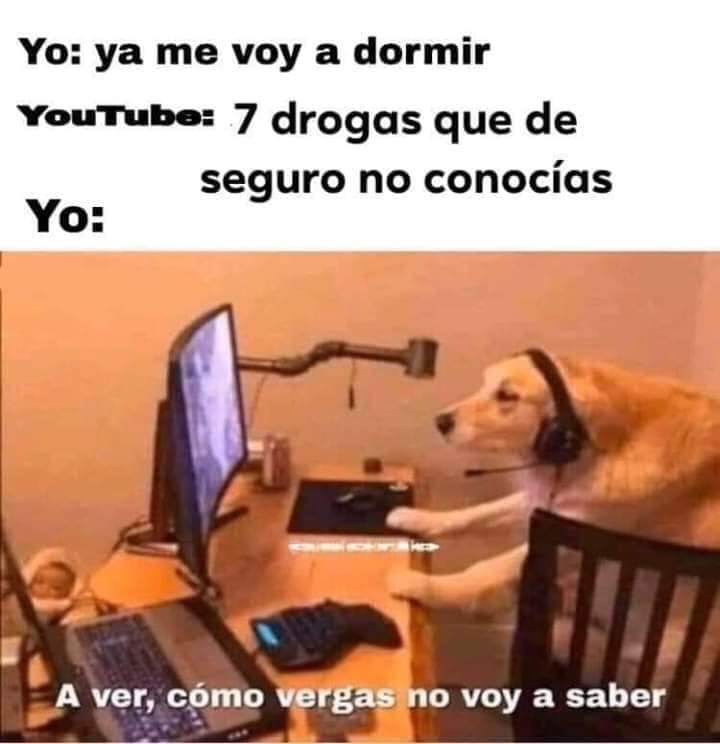 Yo: ya me voy a dormir
YouTube: 7 drogas que de
seguro no conocías
Yo:
A ver, cómo vergas no voy a saber